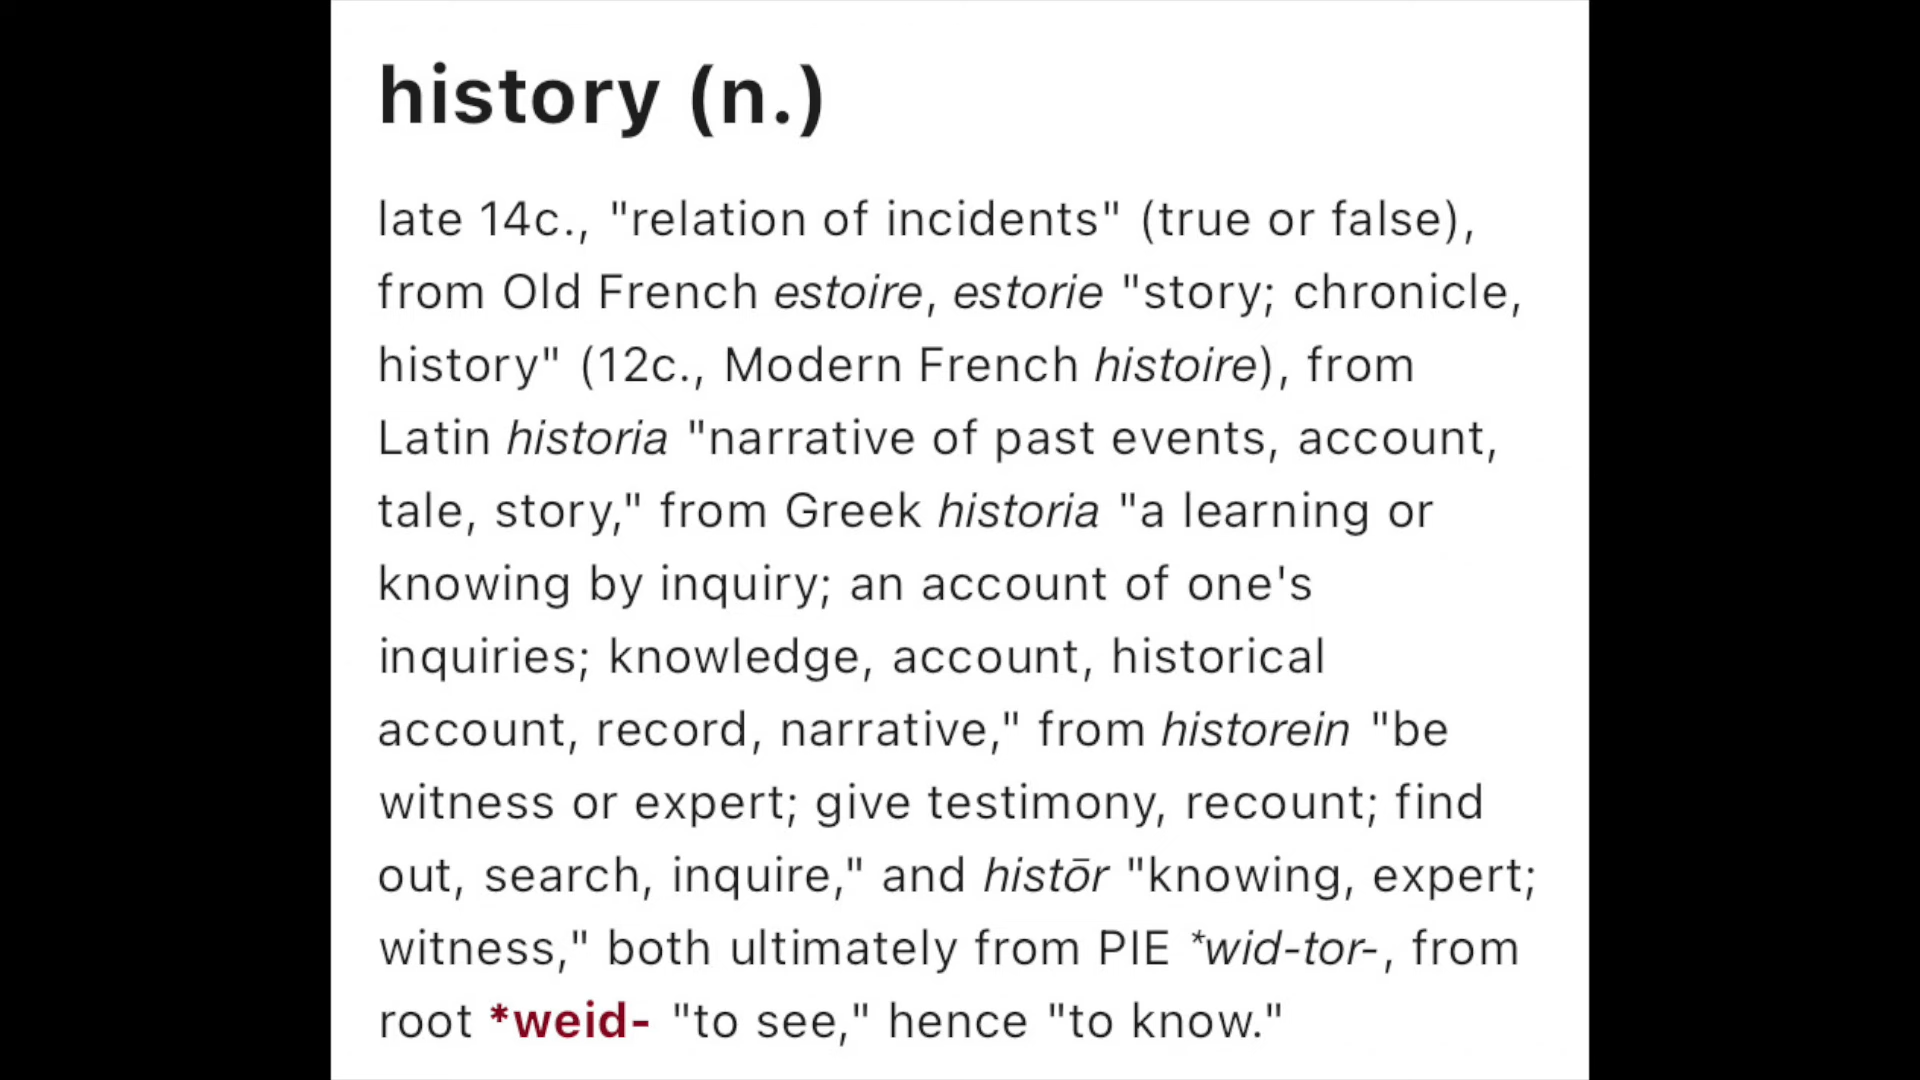 history (n.)
late 14c., "relation of incidents" (true or false),
from Old French estoire, estorie "story; chronicle,
history" (12c., Modern French histoire), from
Latin historia "narrative of past events, account,
tale, story," from Greek historia "a learning or
knowing by inquiry; an account of one's
inquiries; knowledge, account, historical
account, record, narrative," from historein "be
witness or expert; give testimony, recount; find
out, search, inquire," and histōr "knowing, expert;
witness," both ultimately from PIE *wid-tor-, from
root *weid- "to see," hence "to know."